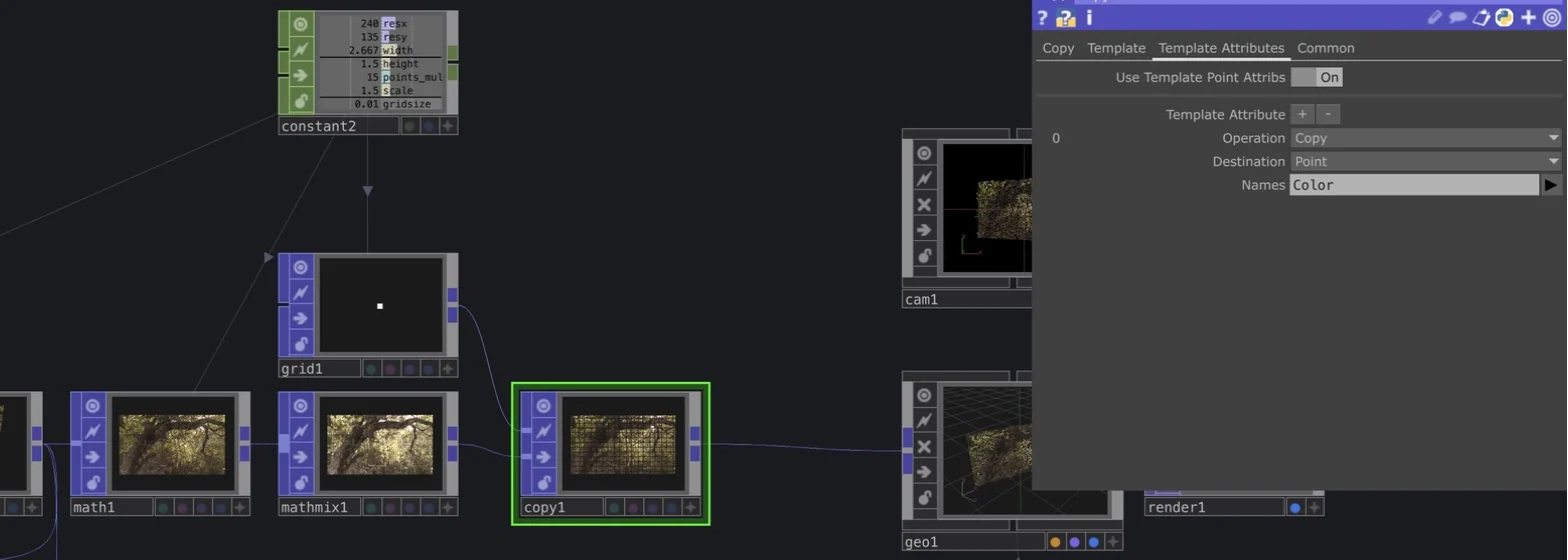 240 resx
135 resy
2.667 width
1.5 height
15 points_mul
1.5 scale
0.01 gridsize
constant2
grid1
math1
mathmix1
copy1
cam1
geo1
render1
? ? i
Copy Template Template Attributes Common
Use Template Point Attribs On
Template Attribute + -
0 Operation Copy
Destination Point
Names Color